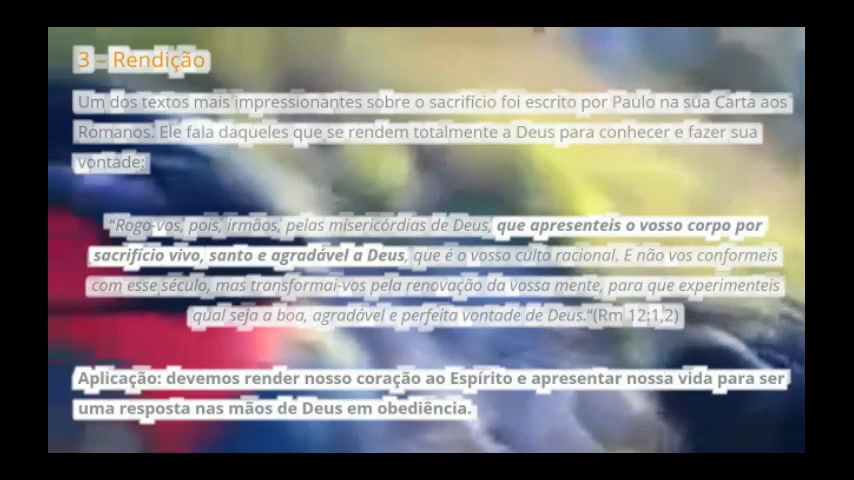 3 – Rendição
Um dos textos mais impressionantes sobre o sacrifício foi escrito por Paulo na sua Carta aos
Romanos. Ele fala daqueles que se rendem totalmente a Deus para conhecer e fazer sua
vontade:
“Rogo-vos, pois, irmãos, pelas misericórdias de Deus, que apresenteis o vosso corpo por
sacrifício vivo, santo e agradável a Deus, que é o vosso culto racional. E não vos conformeis
com esse século, mas transformai-vos pela renovação da vossa mente, para que experimenteis
qual seja a boa, agradável e perfeita vontade de Deus.“(Rm 12:1,2)
Aplicação: devemos render nosso coração ao Espírito e apresentar nossa vida para ser
uma resposta nas mãos de Deus em obediência.